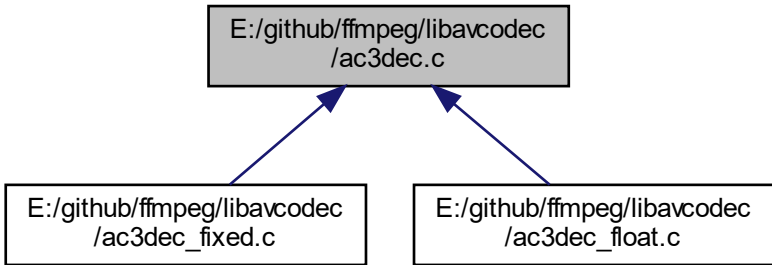 E:/github/ffmpeg/libavcodec
/ac3dec.c
E:/github/ffmpeg/libavcodec
/ac3dec_fixed.c
E:/github/ffmpeg/libavcodec
/ac3dec_float.c